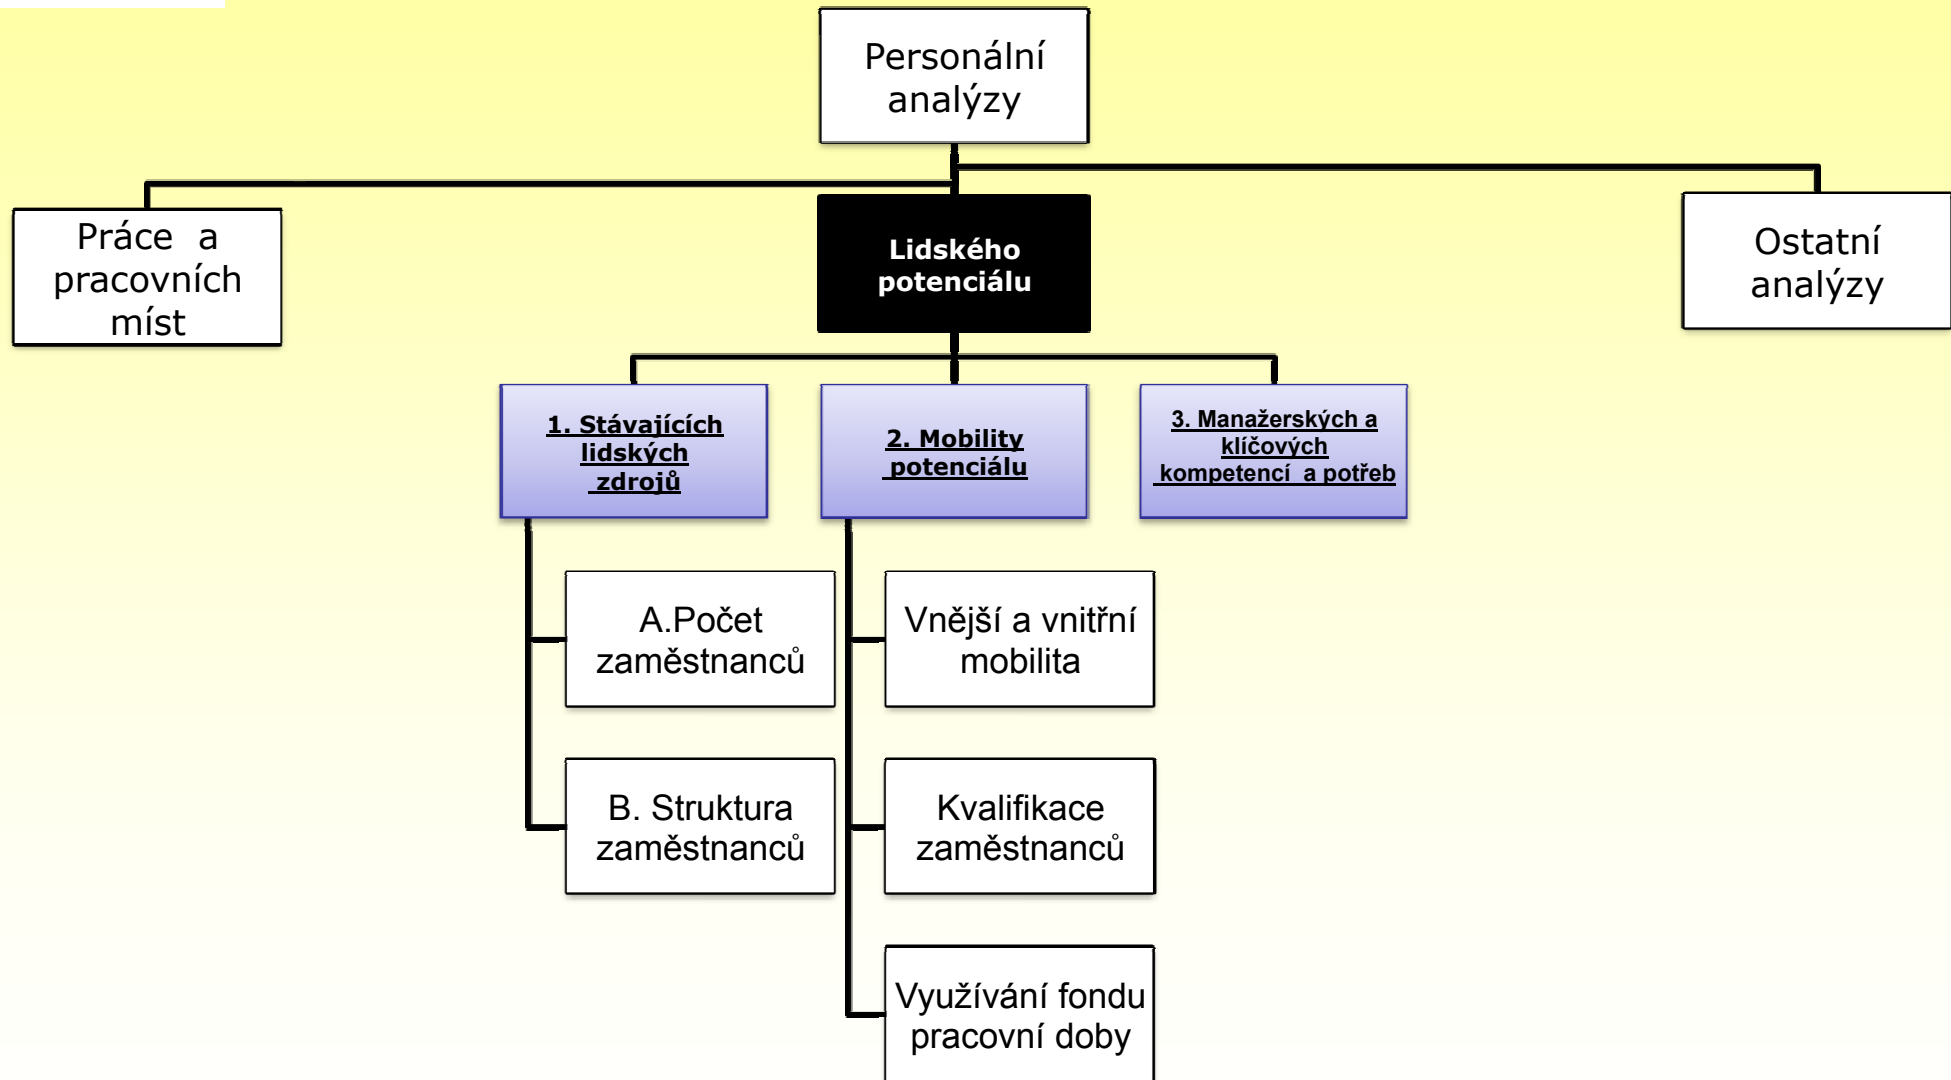 Personální
analýzy
Práce a
pracovních
míst
Lidského
potenciálu
Ostatní
analýzy
1. Stávajících
lidských
zdrojů
2. Mobility
potenciálu
3. Manažerských a
klíčových
kompetencí a potřeb
A.Počet
zaměstnanců
B. Struktura
zaměstnanců
Vnější a vnitřní
mobilita
Kvalifikace
zaměstnanců
Využívání fondu
pracovní doby